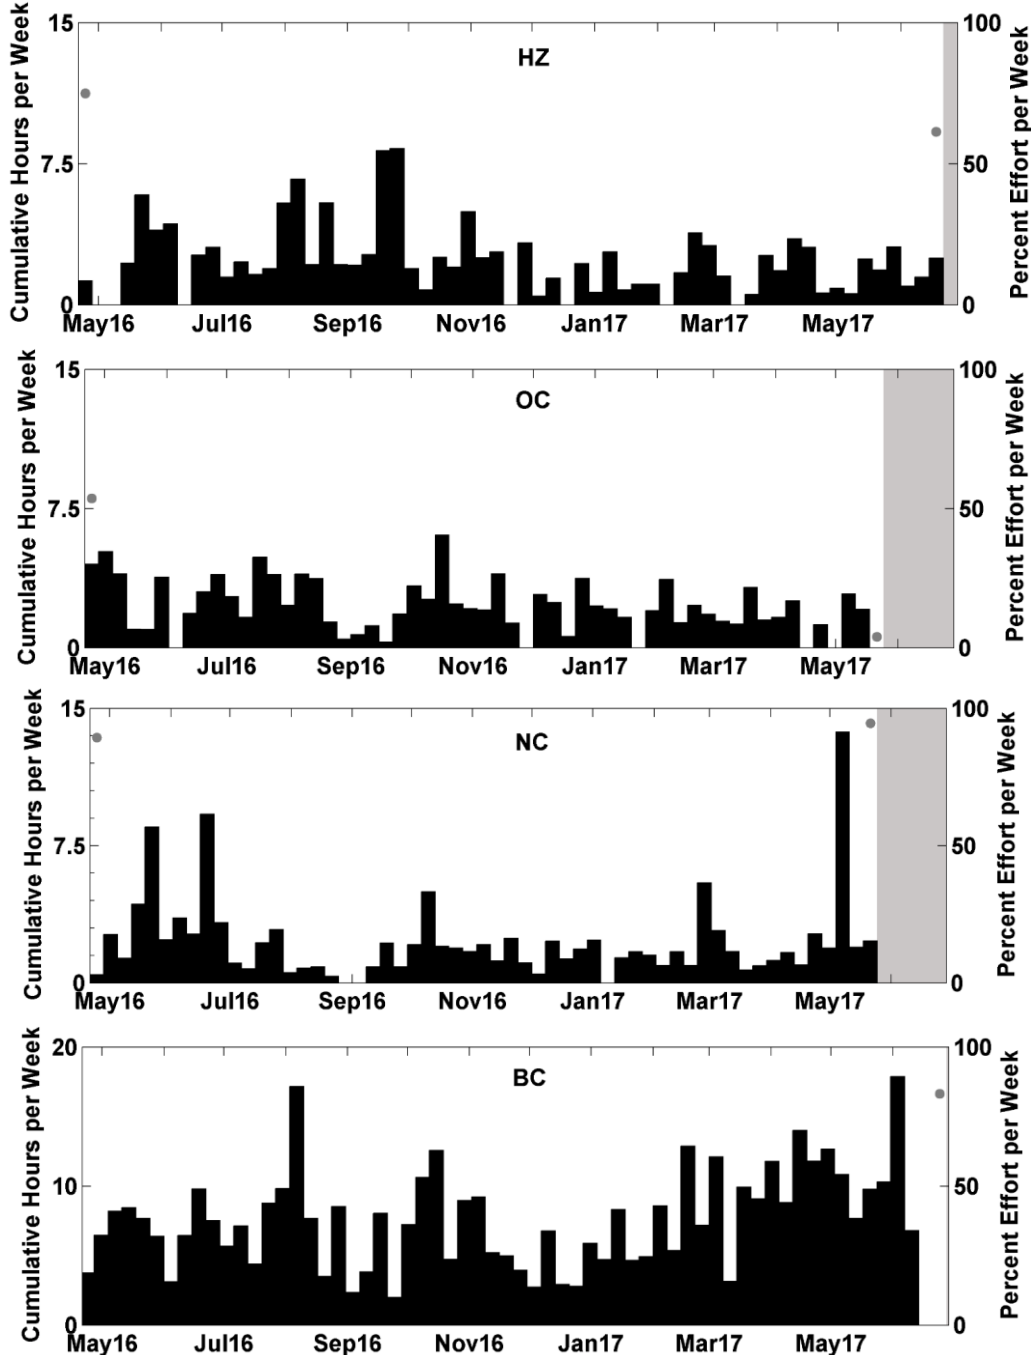 HZ
Cumulative Hours per Week
Percent Effort per Week
15
7.5
0
100
50
0
May16 Jul16 Sep16 Nov16 Jan17 Mar17 May17
OC
Cumulative Hours per Week
Percent Effort per Week
15
7.5
0
100
50
0
May16 Jul16 Sep16 Nov16 Jan17 Mar17 May17
NC
Cumulative Hours per Week
Percent Effort per Week
15
7.5
0
100
50
0
May16 Jul16 Sep16 Nov16 Jan17 Mar17 May17
BC
Cumulative Hours per Week
Percent Effort per Week
20
10
0
100
50
0
May16 Jul16 Sep16 Nov16 Jan17 Mar17 May17